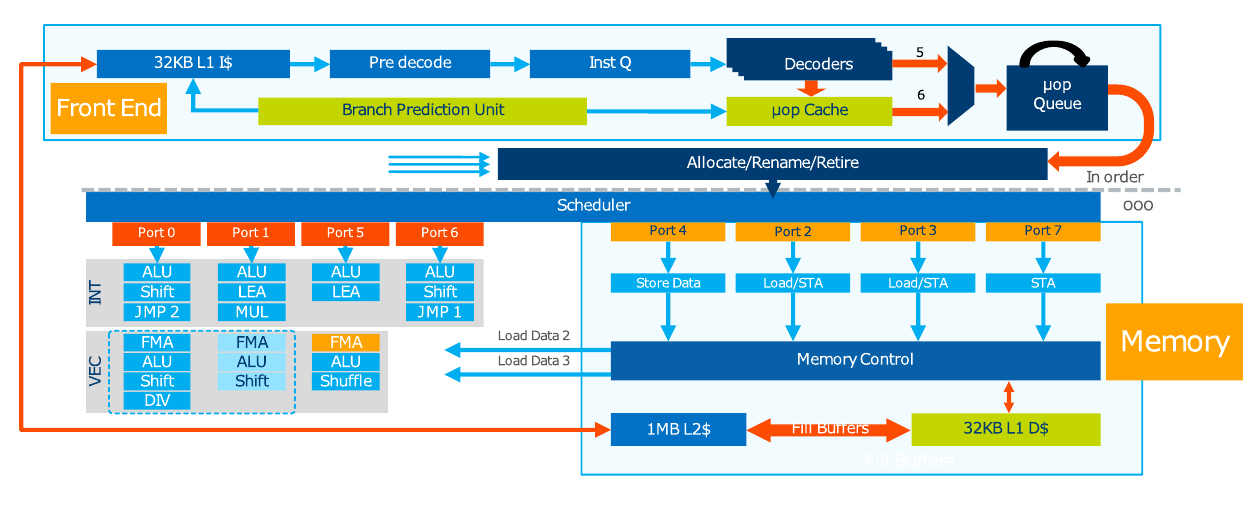 32KB L1 I$
Pre decode
Inst Q
Decoders
5
Front End
Branch Prediction Unit
μop Cache
6
μop
Queue
Allocate/Rename/Retire
In order
Scheduler
OOO
Port 0
Port 1
Port 5
Port 6
Port 4
Port 2
Port 3
Port 7
INT
ALU
Shift
JMP 2
ALU
LEA
MUL
ALU
LEA
ALU
Shift
JMP 1
Store Data
Load/STA
Load/STA
STA
VEC
FMA
ALU
Shift
DIV
FMA
ALU
Shift
FMA
ALU
Shuffle
Load Data 2
Load Data 3
Memory Control
Memory
1MB L2$
Fill Buffers
32KB L1 D$
Fill Buffers